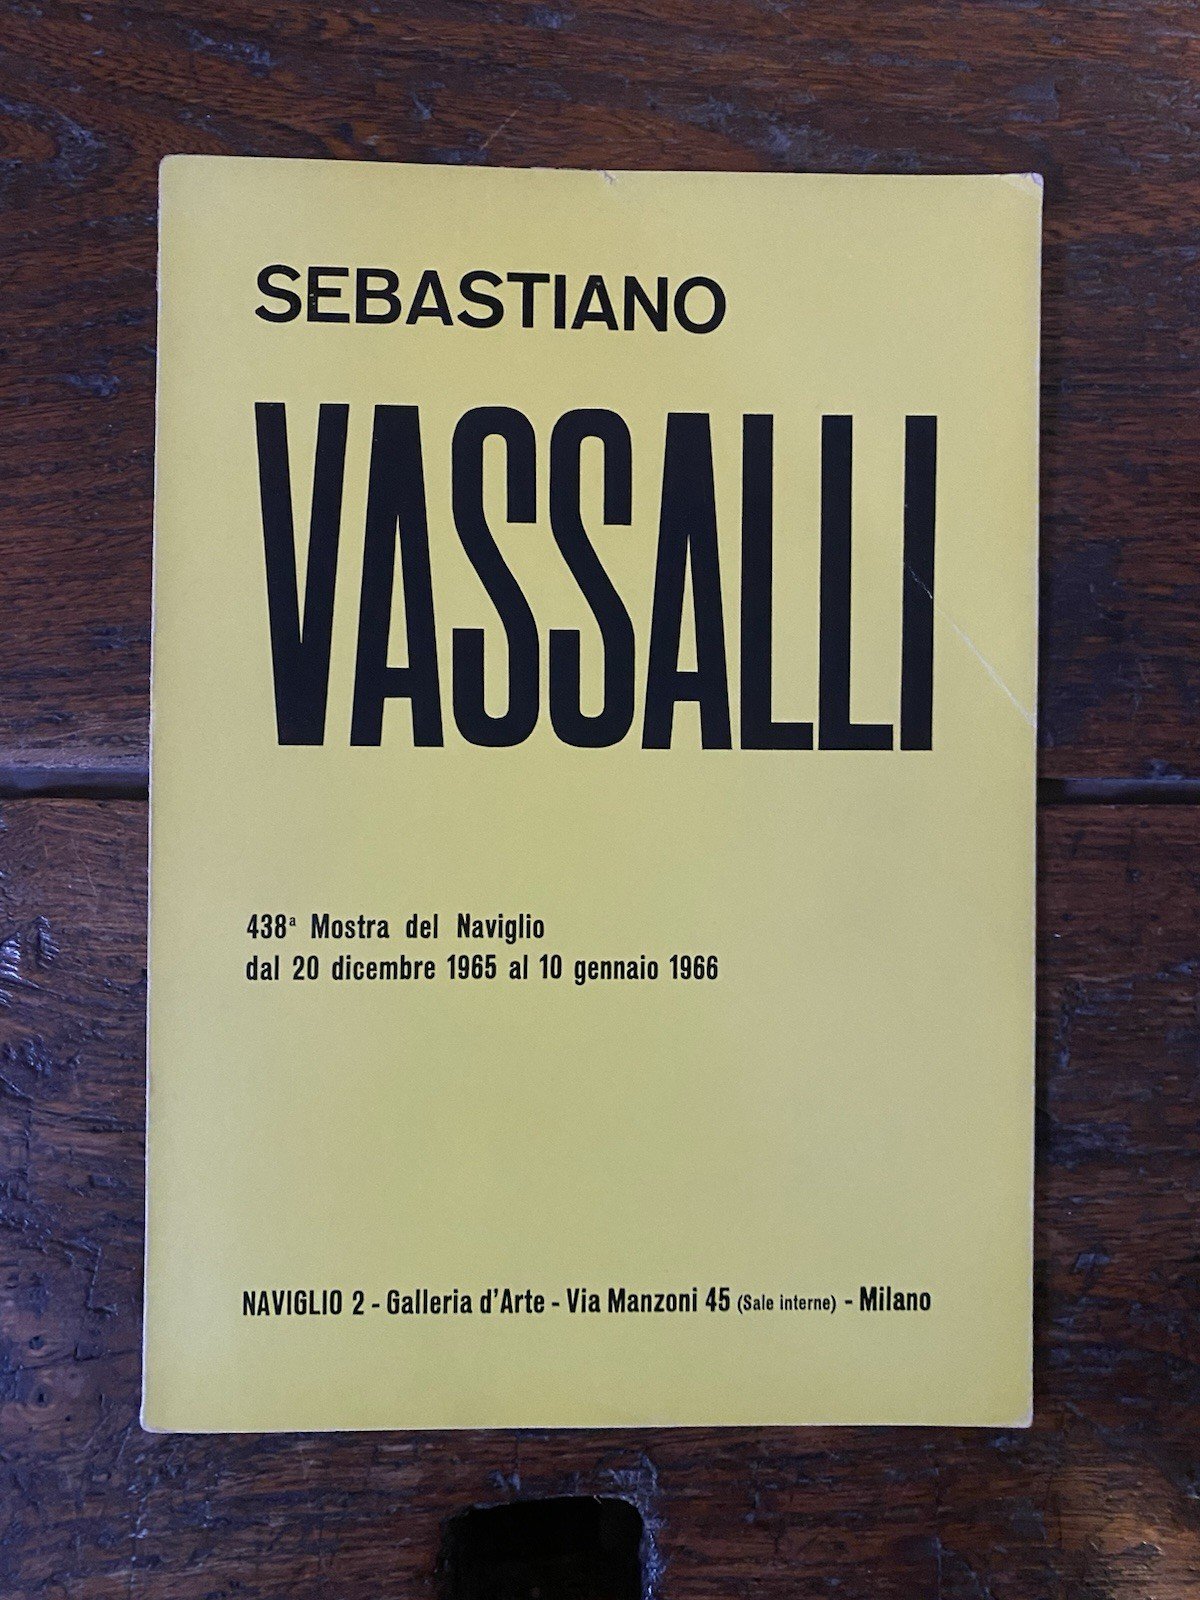 SEBASTIANO
VASSALLI
438ª Mostra del Naviglio
dal 20 dicembre 1965 al 10 gennaio 1966
NAVIGLIO 2 - Galleria d'Arte - Via Manzoni 45 (Sale interne) - Milano